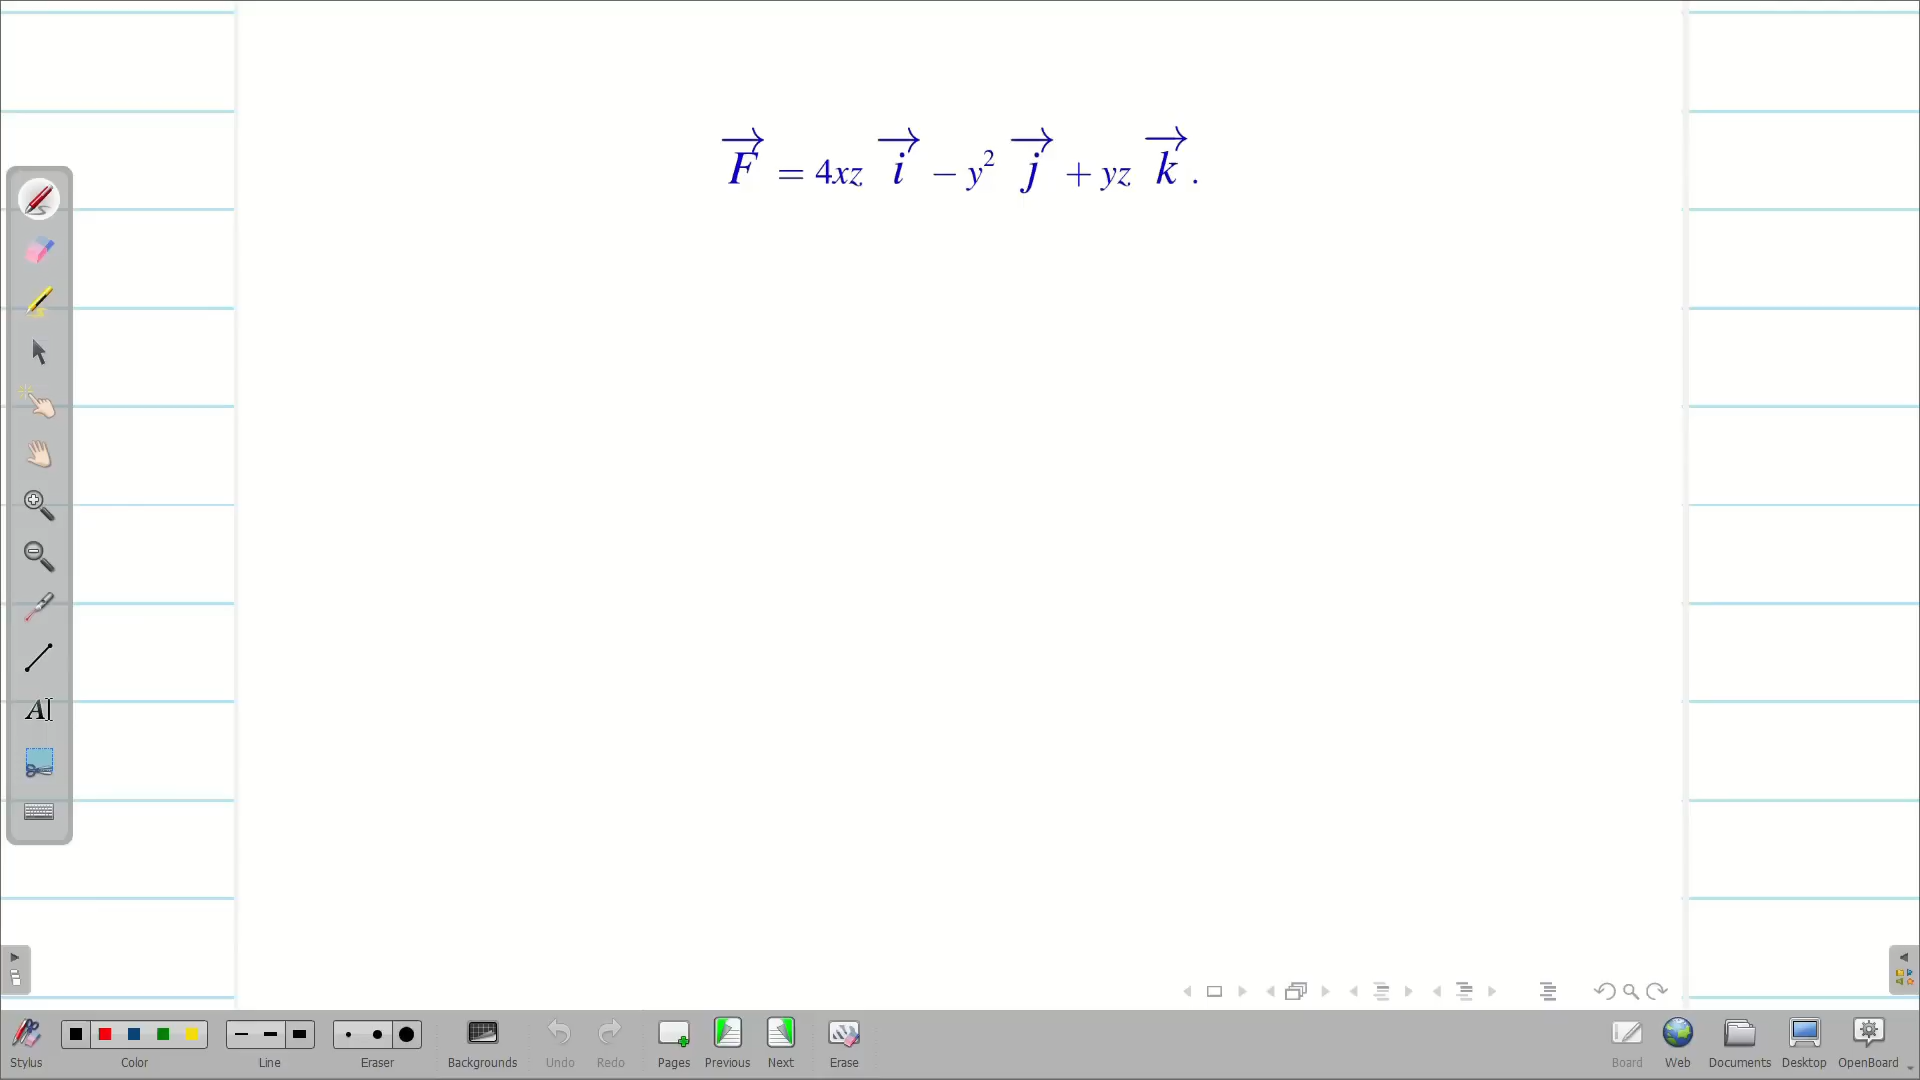 F⃗ = 4xz i⃗ − y² j⃗ + yz k⃗.
Stylus Color Line Eraser Backgrounds Undo Redo Pages Previous Next Erase Board Web Documents Desktop OpenBoard